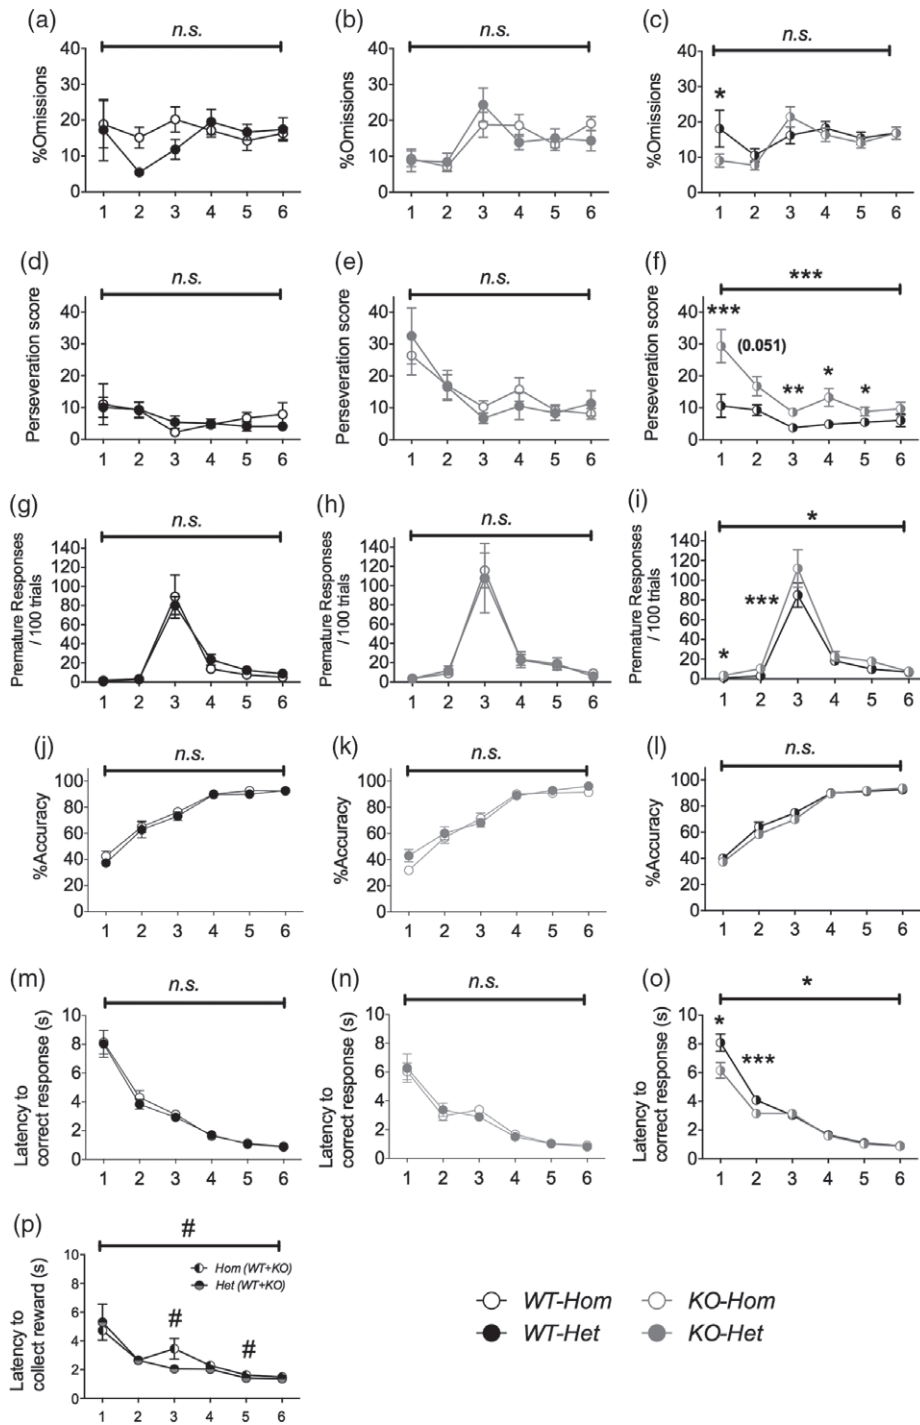 (a) (b) (c)
n.s. n.s. n.s.
%Omissions %Omissions %Omissions
40 40 40
30 30 30
* 
20 20 20
10 10 10
0 0 0
1 2 3 4 5 6 1 2 3 4 5 6 1 2 3 4 5 6
(d) (e) (f)
n.s. n.s. ***
Perseveration score Perseveration score Perseveration score
40 40 40
***
30 30 30
(0.051)
20 20 20
** * *
10 10 10
0 0 0
1 2 3 4 5 6 1 2 3 4 5 6 1 2 3 4 5 6
(g) (h) (i)
n.s. n.s. *
Premature Responses Premature Responses Premature Responses
/ 100 trials / 100 trials / 100 trials
140 140 140
120 120 120
100 100 100
80 80 80
***
60 60 60
40 40 40
*
20 20 20
0 0 0
1 2 3 4 5 6 1 2 3 4 5 6 1 2 3 4 5 6
(j) (k) (l)
n.s. n.s. n.s.
%Accuracy %Accuracy %Accuracy
100 100 100
80 80 80
60 60 60
40 40 40
20 20 20
0 0 0
1 2 3 4 5 6 1 2 3 4 5 6 1 2 3 4 5 6
(m) (n) (o)
n.s. n.s. *
Latency to Latency to Latency to
correct response (s) correct response (s) correct response (s)
10 10 10
*
8 8 8
***
6 6 6
4 4 4
2 2 2
0 0 0
1 2 3 4 5 6 1 2 3 4 5 6 1 2 3 4 5 6
(p)
#
Latency to
collect reward (s)
10
Hom (WT+KO)
8
Het (WT+KO)
6
# #
4
2
0
1 2 3 4 5 6
WT-Hom KO-Hom
WT-Het KO-Het